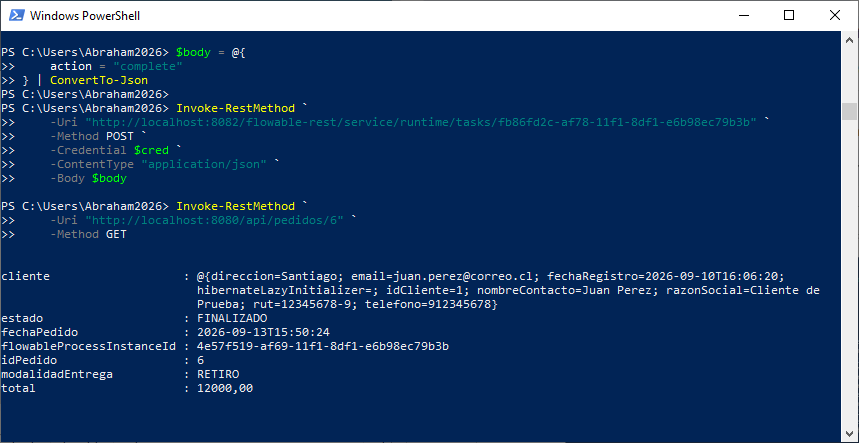 Windows PowerShell
PS C:\Users\Abraham2026> $body = @{
>>     action = "complete"
>> } | ConvertTo-Json
PS C:\Users\Abraham2026>
PS C:\Users\Abraham2026> Invoke-RestMethod `
>>     -Uri "http://localhost:8082/flowable-rest/service/runtime/tasks/fb86fd2c-af78-11f1-8df1-e6b98ec79b3b" `
>>     -Method POST `
>>     -Credential $cred `
>>     -ContentType "application/json" `
>>     -Body $body
PS C:\Users\Abraham2026> Invoke-RestMethod `
>>     -Uri "http://localhost:8080/api/pedidos/6" `
>>     -Method GET
cliente                   : @{direccion=Santiago; email=juan.perez@correo.cl; fechaRegistro=2026-09-10T16:06:20;
                            hibernateLazyInitializer=; idCliente=1; nombreContacto=Juan Perez; razonSocial=Cliente de
                            Prueba; rut=12345678-9; telefono=912345678}
estado                    : FINALIZADO
fechaPedido               : 2026-09-13T15:50:24
flowableProcessInstanceId : 4e57f519-af69-11f1-8df1-e6b98ec79b3b
idPedido                  : 6
modalidadEntrega          : RETIRO
total                     : 12000,00